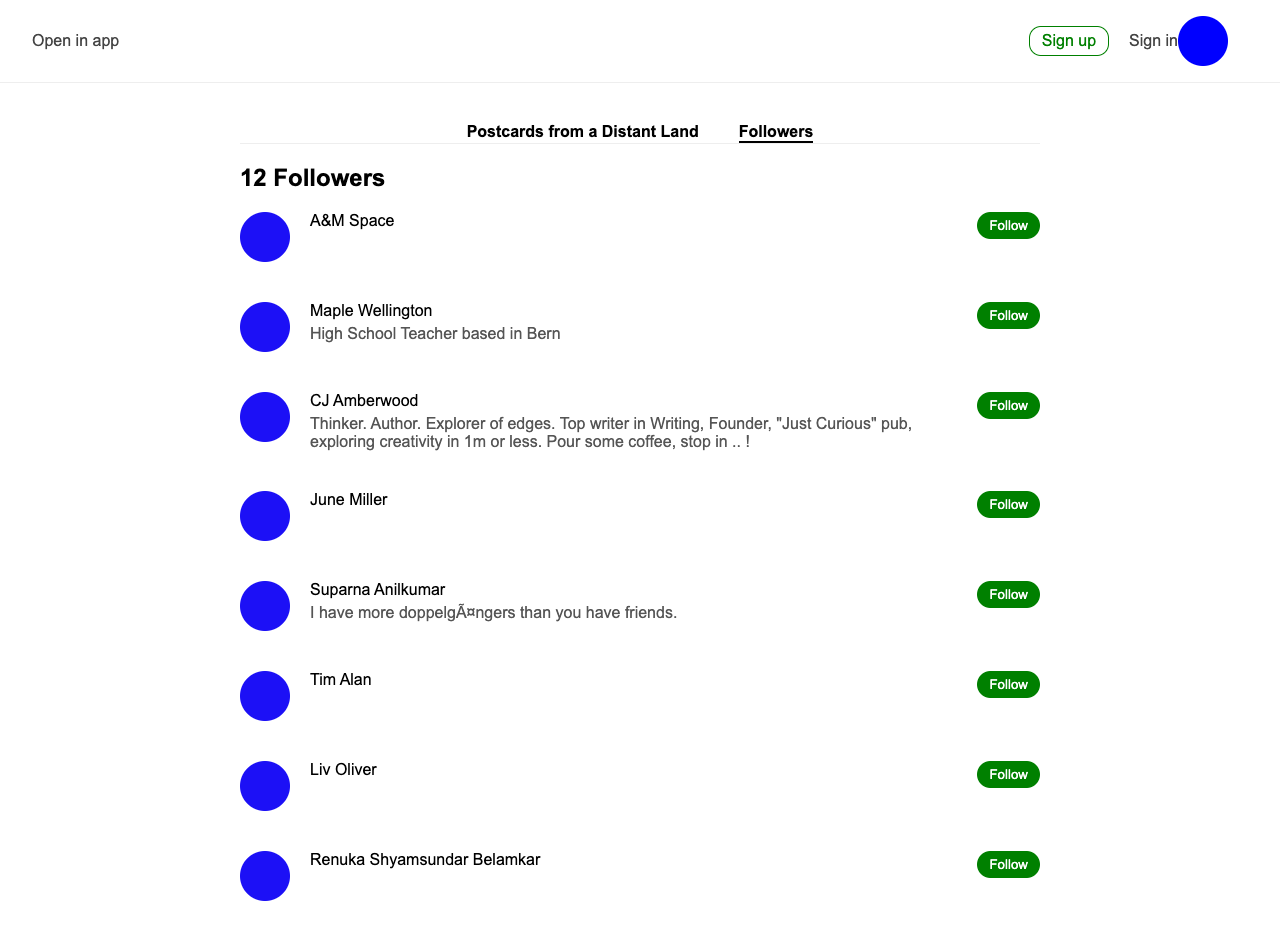 Open in app
Sign up
Sign in
Postcards from a Distant Land
Followers
12 Followers
A&M Space
Follow
Maple Wellington
Follow
High School Teacher based in Bern
CJ Amberwood
Follow
Thinker. Author. Explorer of edges. Top writer in Writing, Founder, "Just Curious" pub,
exploring creativity in 1m or less. Pour some coffee, stop in .. !
June Miller
Follow
Suparna Anilkumar
Follow
I have more doppelgÃ¤ngers than you have friends.
Tim Alan
Follow
Liv Oliver
Follow
Renuka Shyamsundar Belamkar
Follow